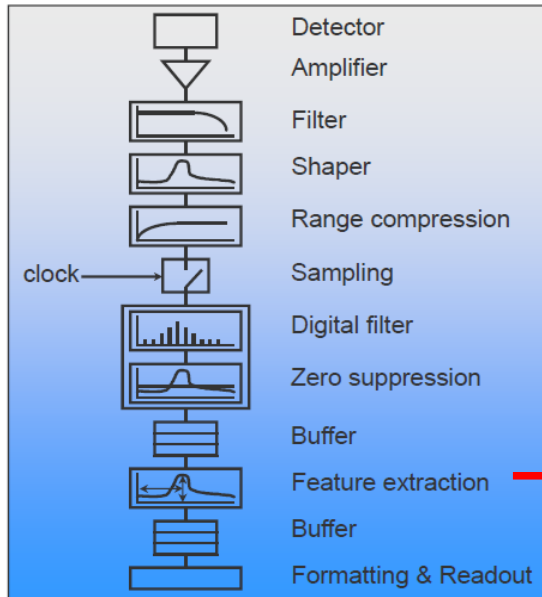 Detector
Amplifier
Filter
Shaper
Range compression
clock
Sampling
Digital filter
Zero suppression
Buffer
Feature extraction
Buffer
Formatting & Readout